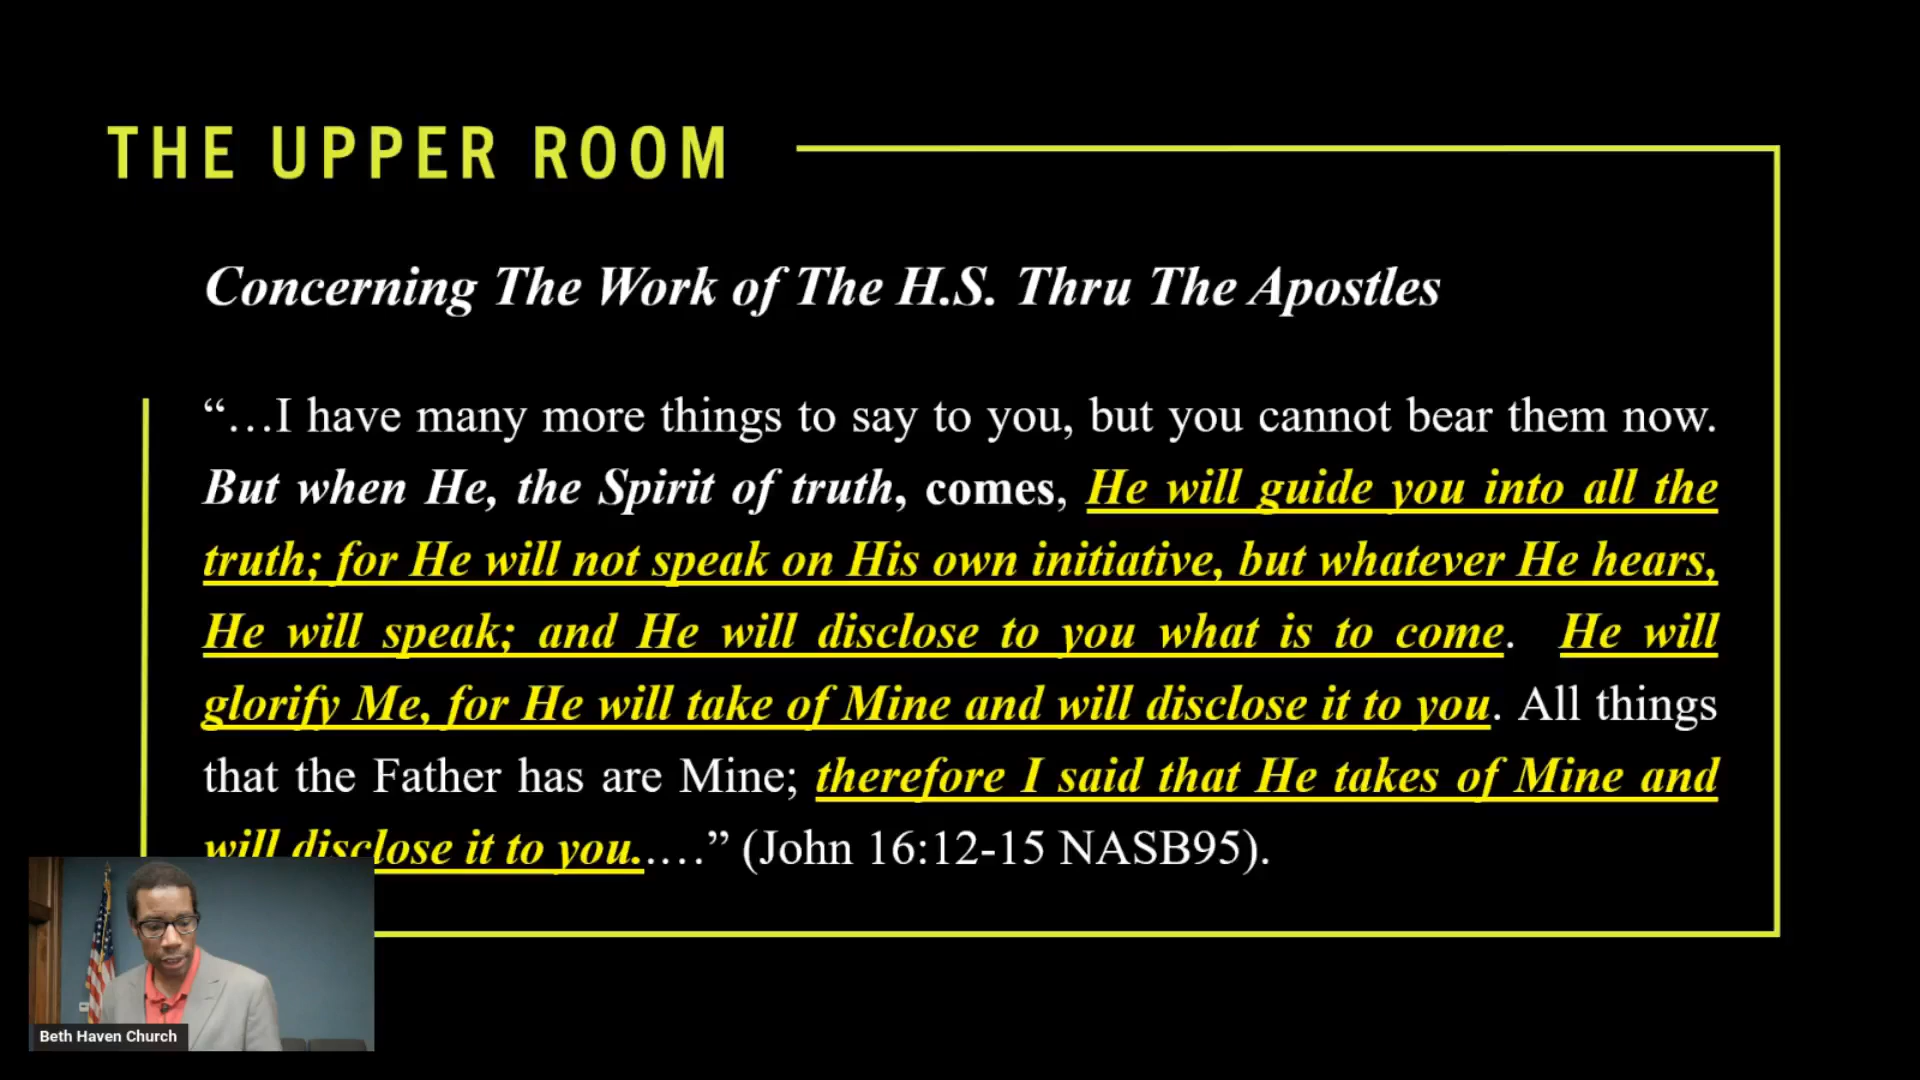 THE UPPER ROOM
Concerning The Work of The H.S. Thru The Apostles
“…I have many more things to say to you, but you cannot bear them now.
But when He, the Spirit of truth, comes, He will guide you into all the
truth; for He will not speak on His own initiative, but whatever He hears,
He will speak; and He will disclose to you what is to come. He will
glorify Me, for He will take of Mine and will disclose it to you. All things
that the Father has are Mine; therefore I said that He takes of Mine and
will disclose it to you.….” (John 16:12-15 NASB95).
Beth Haven Church